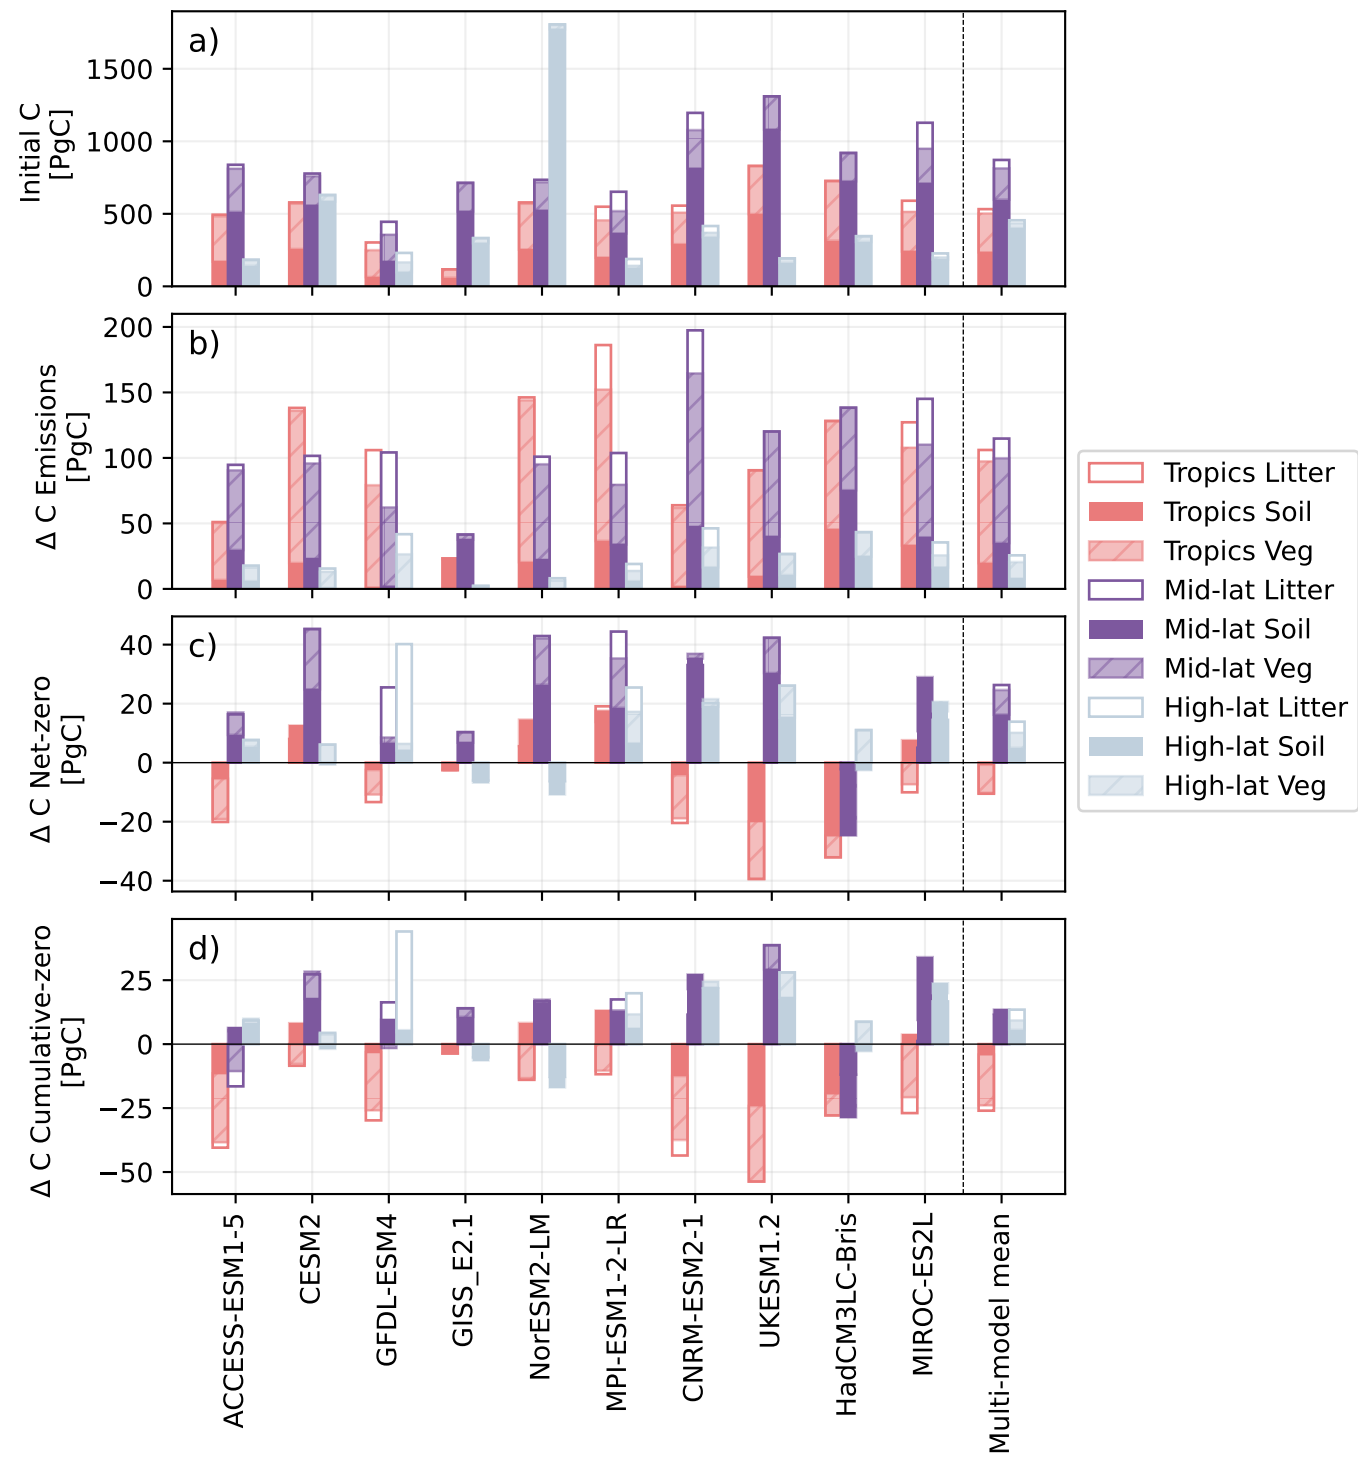 a)
Initial C
[PgC]
1500
1000
500
0
b)
Δ C Emissions
[PgC]
200
150
100
50
0
c)
Δ C Net-zero
[PgC]
40
20
0
−20
−40
d)
Δ C Cumulative-zero
[PgC]
25
0
−25
−50
ACCESS-ESM1-5
CESM2
GFDL-ESM4
GISS_E2.1
NorESM2-LM
MPI-ESM1-2-LR
CNRM-ESM2-1
UKESM1.2
HadCM3LC-Bris
MIROC-ES2L
Multi-model mean
Tropics Litter
Tropics Soil
Tropics Veg
Mid-lat Litter
Mid-lat Soil
Mid-lat Veg
High-lat Litter
High-lat Soil
High-lat Veg